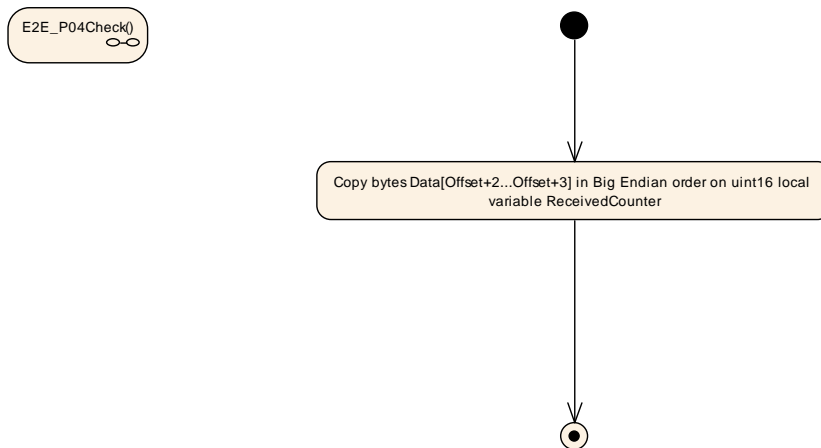 E2E_P04Check()
Copy bytes Data[Offset+2...Offset+3] in Big Endian order on uint16 local
variable ReceivedCounter